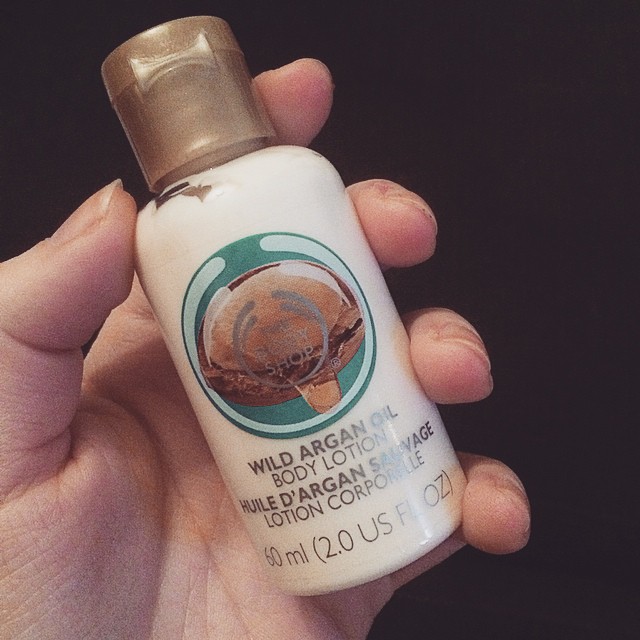 THE
BODY
SHOP
WILD ARGAN OIL
BODY LOTION
HUILE D'ARGAN SAUVAGE
LOTION CORPORELLE
60 ml (2.0 US FL OZ)